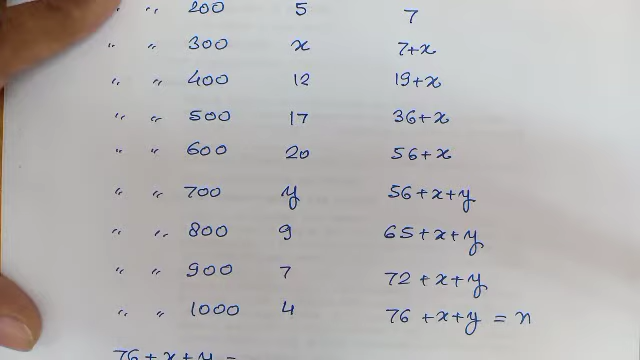 " " 200 5 7
" " 300 x 7+x
" " 400 12 19+x
" " 500 17 36+x
" " 600 20 56+x
" " 700 y 56+x+y
" " 800 9 65+x+y
" " 900 7 72+x+y
" " 1000 4 76+x+y = n
76+x+y =